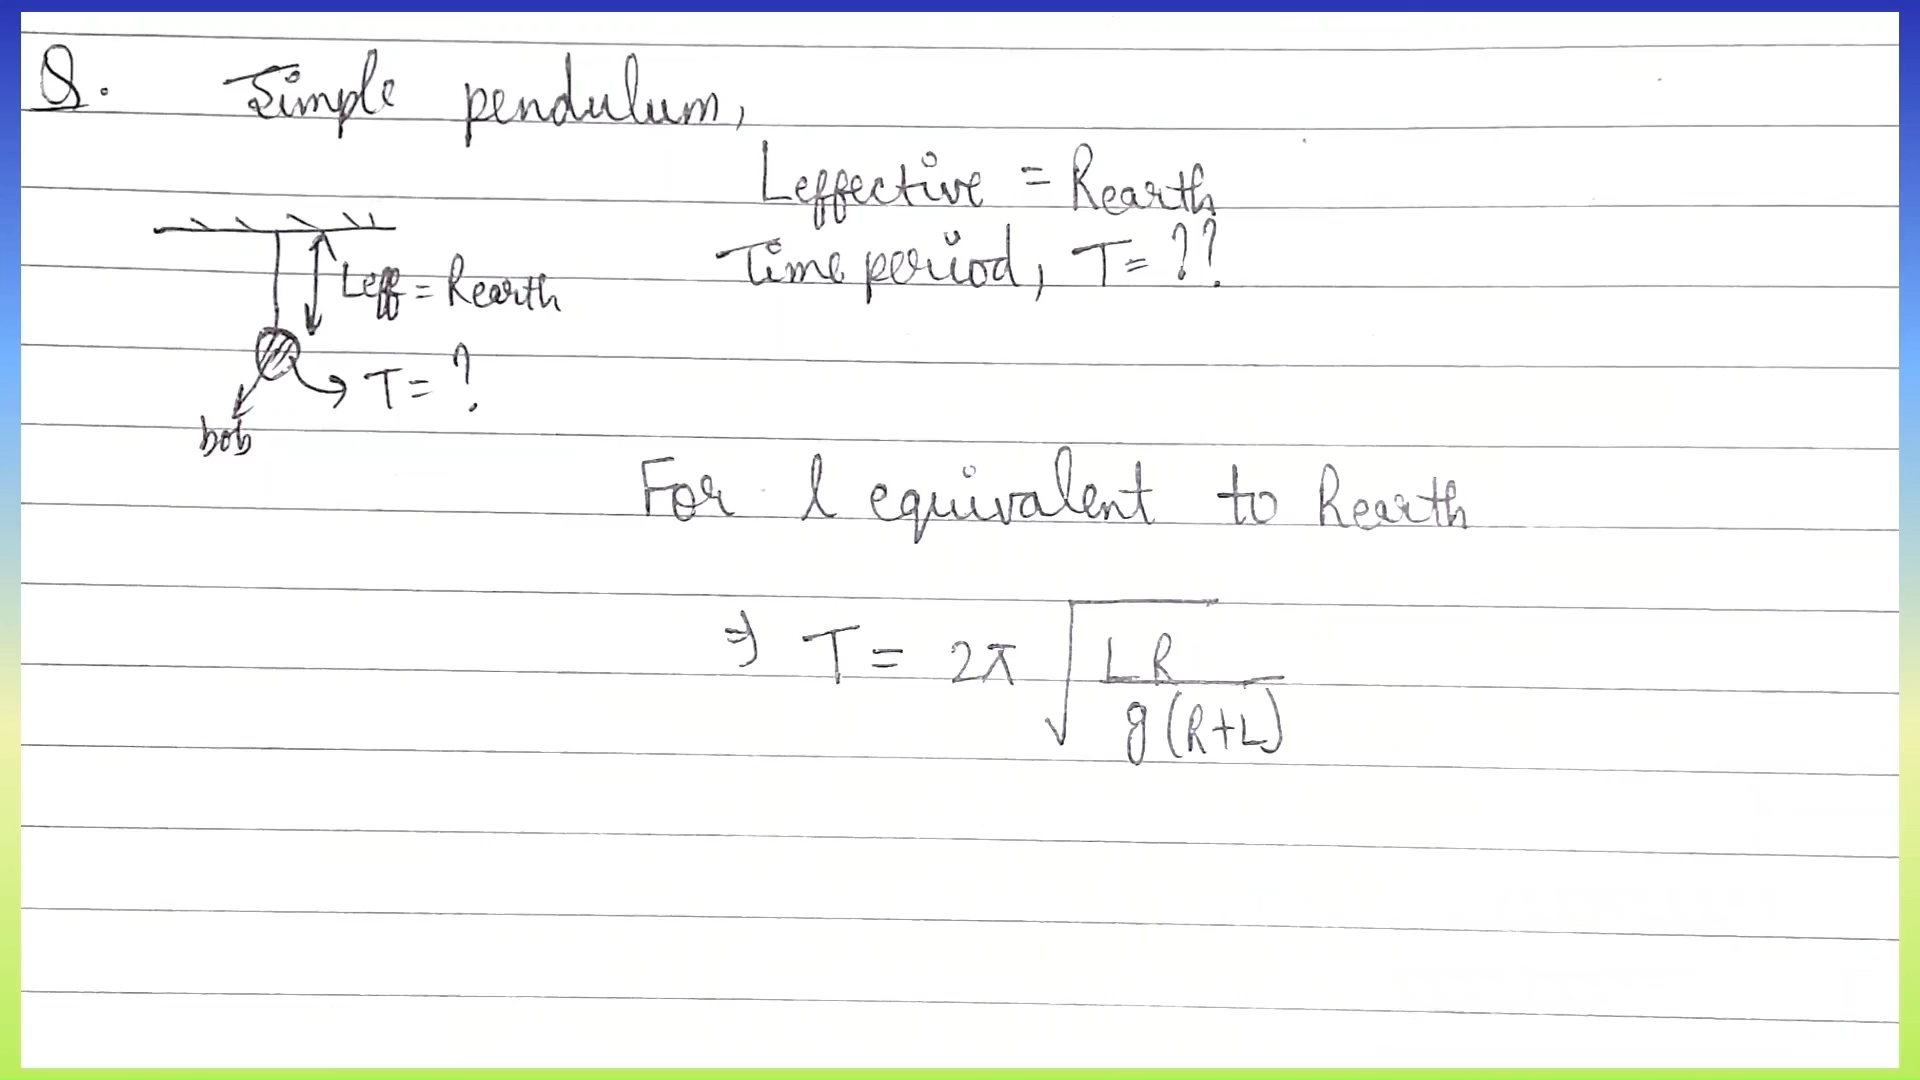 Q. Simple pendulum,
Leffective = Rearth
Time period, T = ??
Leff = Rearth
T = ?
bob
For l equivalent to Rearth
⇒ T = 2π √(LR / g(R+L))